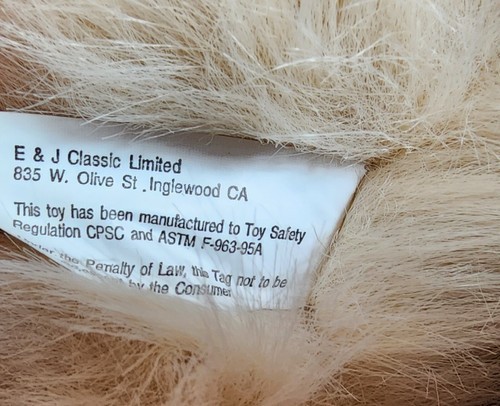 E & J Classic Limited
835 W. Olive St . Inglewood CA
This toy has been manufactured to Toy Safety
Regulation CPSC and ASTM F-963-95A
the Penalty of Law, this Tag not to be
by the Consumer